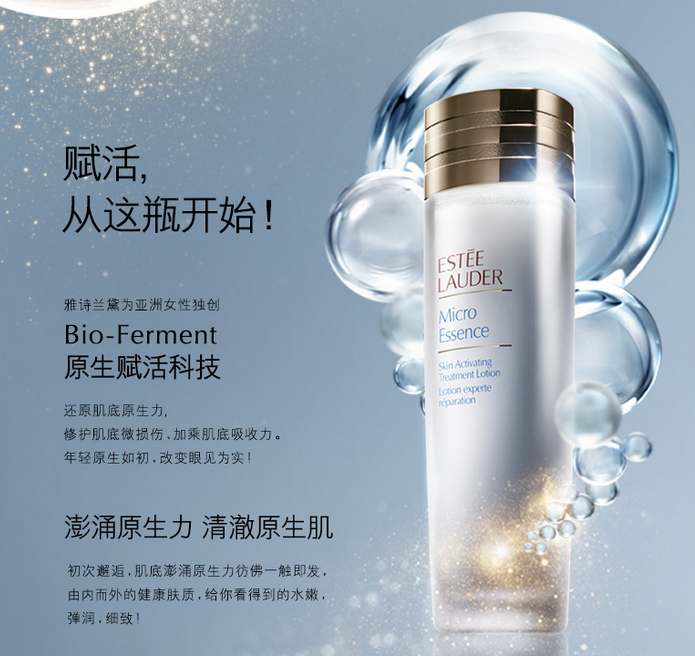 赋活，
从这瓶开始！
雅诗兰黛为亚洲女性独创
Bio-Ferment
原生赋活科技
还原肌底原生力，
修护肌底微损伤、加乘肌底吸收力。
年轻原生如初，改变眼见为实！
澎涌原生力 清澈原生肌
初次邂逅，肌底澎涌原生力彷佛一触即发，
由内而外的健康肤质，给你看得到的水嫩，
弹润，细致！
ESTĒE
LAUDER
Micro
Essence
Skin Activating
Treatment Lotion
Lotion experte
réparation